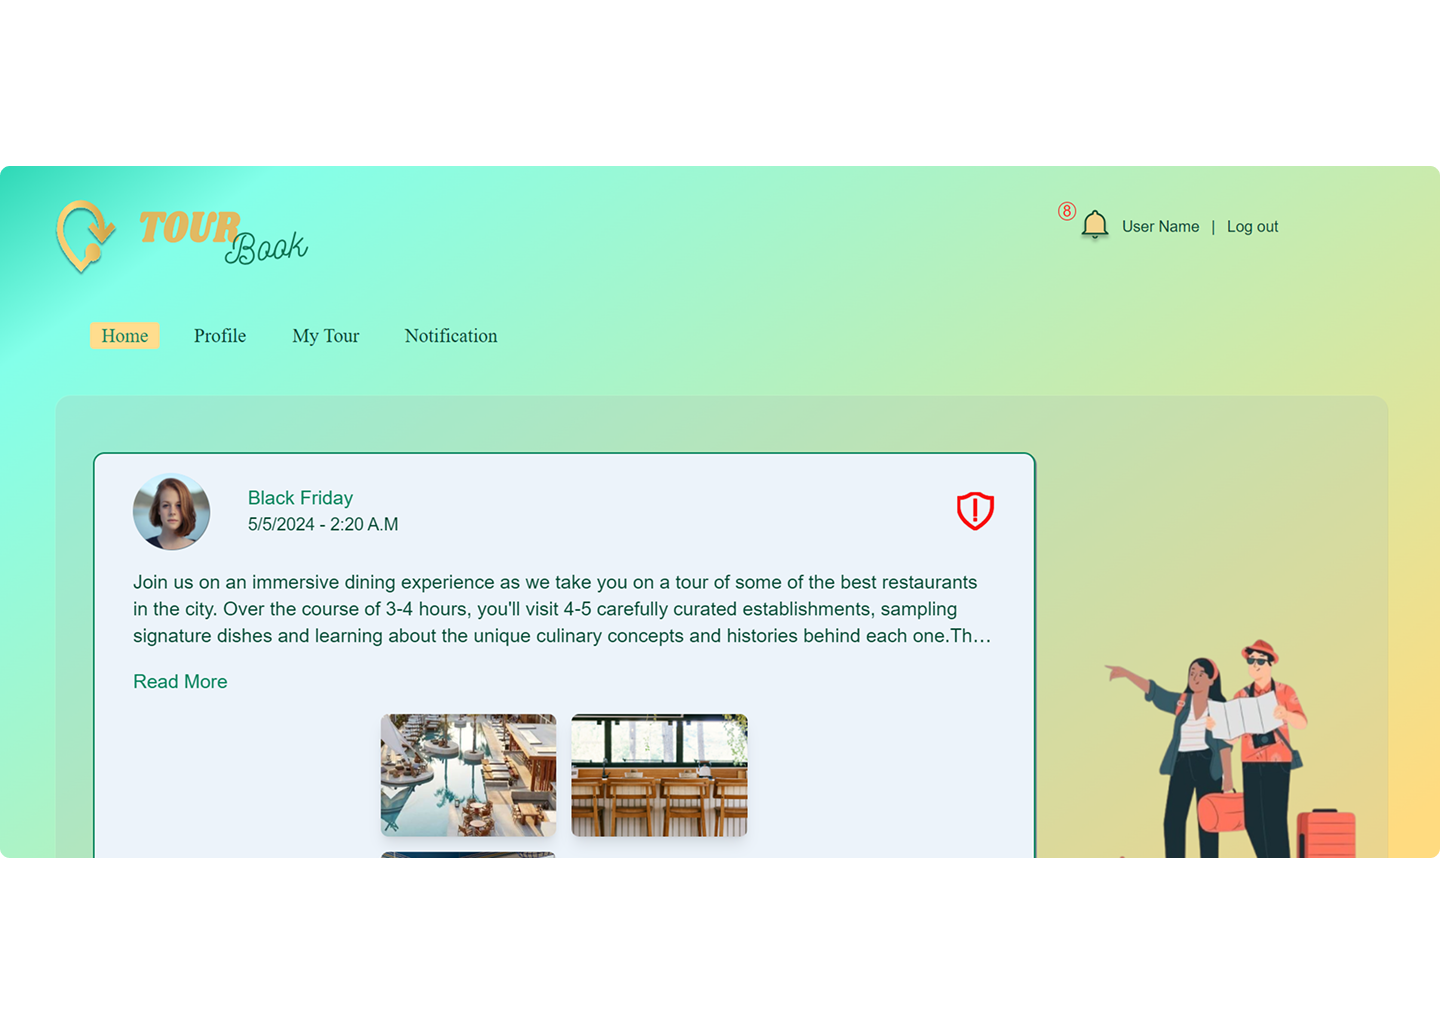 TOUR
Book
8
User Name | Log out
Home Profile My Tour Notification
Black Friday
5/5/2024 - 2:20 A.M
Join us on an immersive dining experience as we take you on a tour of some of the best restaurants
in the city. Over the course of 3-4 hours, you'll visit 4-5 carefully curated establishments, sampling
signature dishes and learning about the unique culinary concepts and histories behind each one.Th...
Read More